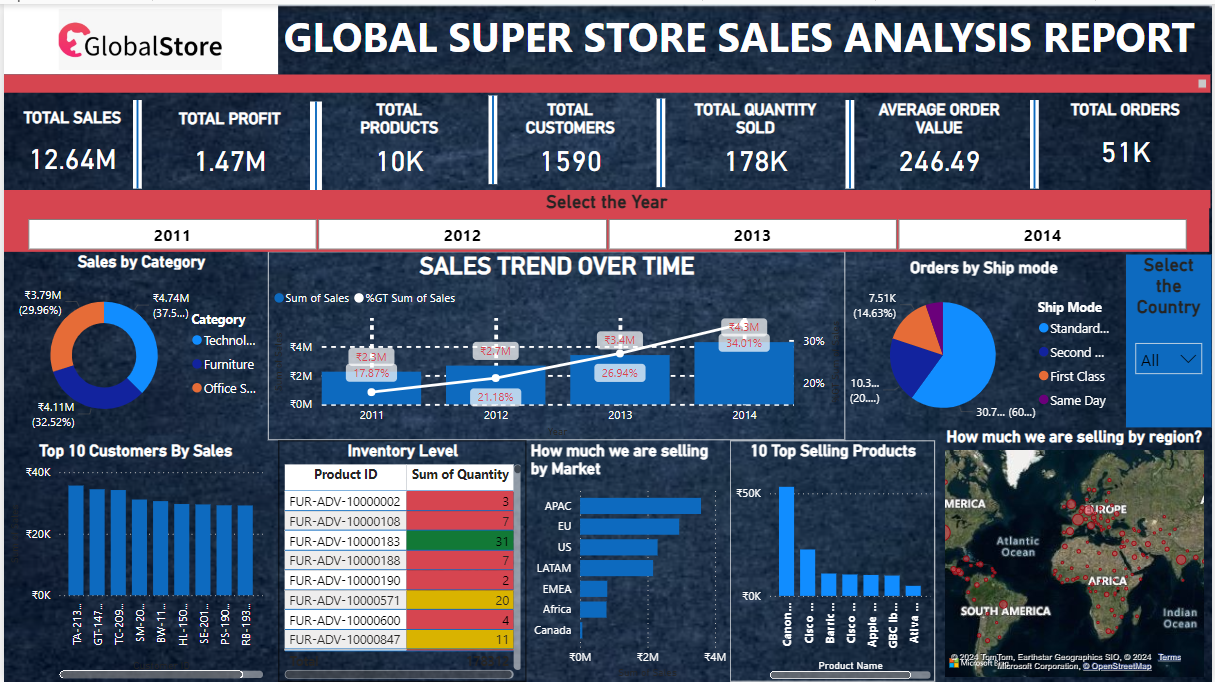 GlobalStore
GLOBAL SUPER STORE SALES ANALYSIS REPORT
TOTAL SALES
12.64M
TOTAL PROFIT
1.47M
TOTAL
PRODUCTS
10K
TOTAL
CUSTOMERS
1590
TOTAL QUANTITY
SOLD
178K
AVERAGE ORDER
VALUE
246.49
TOTAL ORDERS
51K
Select the Year
2011
2012
2013
2014
Sales by Category
₹3.79M
(29.96%)
₹4.74M
(37.5...)
₹4.11M
(32.52%)
Category
Technol...
Furniture
Office S...
SALES TREND OVER TIME
Sum of Sales
%GT Sum of Sales
₹4M
₹2M
₹0M
₹2.3M
17.87%
₹2.7M
21.18%
₹3.4M
26.94%
₹4.3M
34.01%
30%
20%
2011
2012
2013
2014
Orders by Ship mode
7.51K
(14.63%)
10.3...
(20....)
30.7... (60...)
Ship Mode
Standard...
Second ...
First Class
Same Day
Select
the
Country
All
Top 10 Customers By Sales
₹40K
₹20K
₹0K
TA-213...
GT-147...
TC-209...
SM-20...
BW-11...
HL-150...
SE-201...
PS-190...
RB-193...
Inventory Level
Product ID
Sum of Quantity
FUR-ADV-10000002 3
FUR-ADV-10000108 7
FUR-ADV-10000183 31
FUR-ADV-10000188 7
FUR-ADV-10000190 2
FUR-ADV-10000571 20
FUR-ADV-10000600 4
FUR-ADV-10000847 11
How much we are selling
by Market
APAC
EU
US
LATAM
EMEA
Africa
Canada
₹0M
₹2M
₹4M
10 Top Selling Products
₹50K
₹0K
Canon...
Cisco ...
Barric...
Cisco ...
Apple ...
GBC Ib...
Ativa ...
Product Name
How much we are selling by region?
MERICA
EUROPE
Atlantic
Ocean
AFRICA
SOUTH AMERICA
Indian
Ocean
© 2024 TomTom, Earthstar Geographics SIO, © 2024
Microsoft Corporation, © OpenStreetMap
Terms
Microsoft Bing